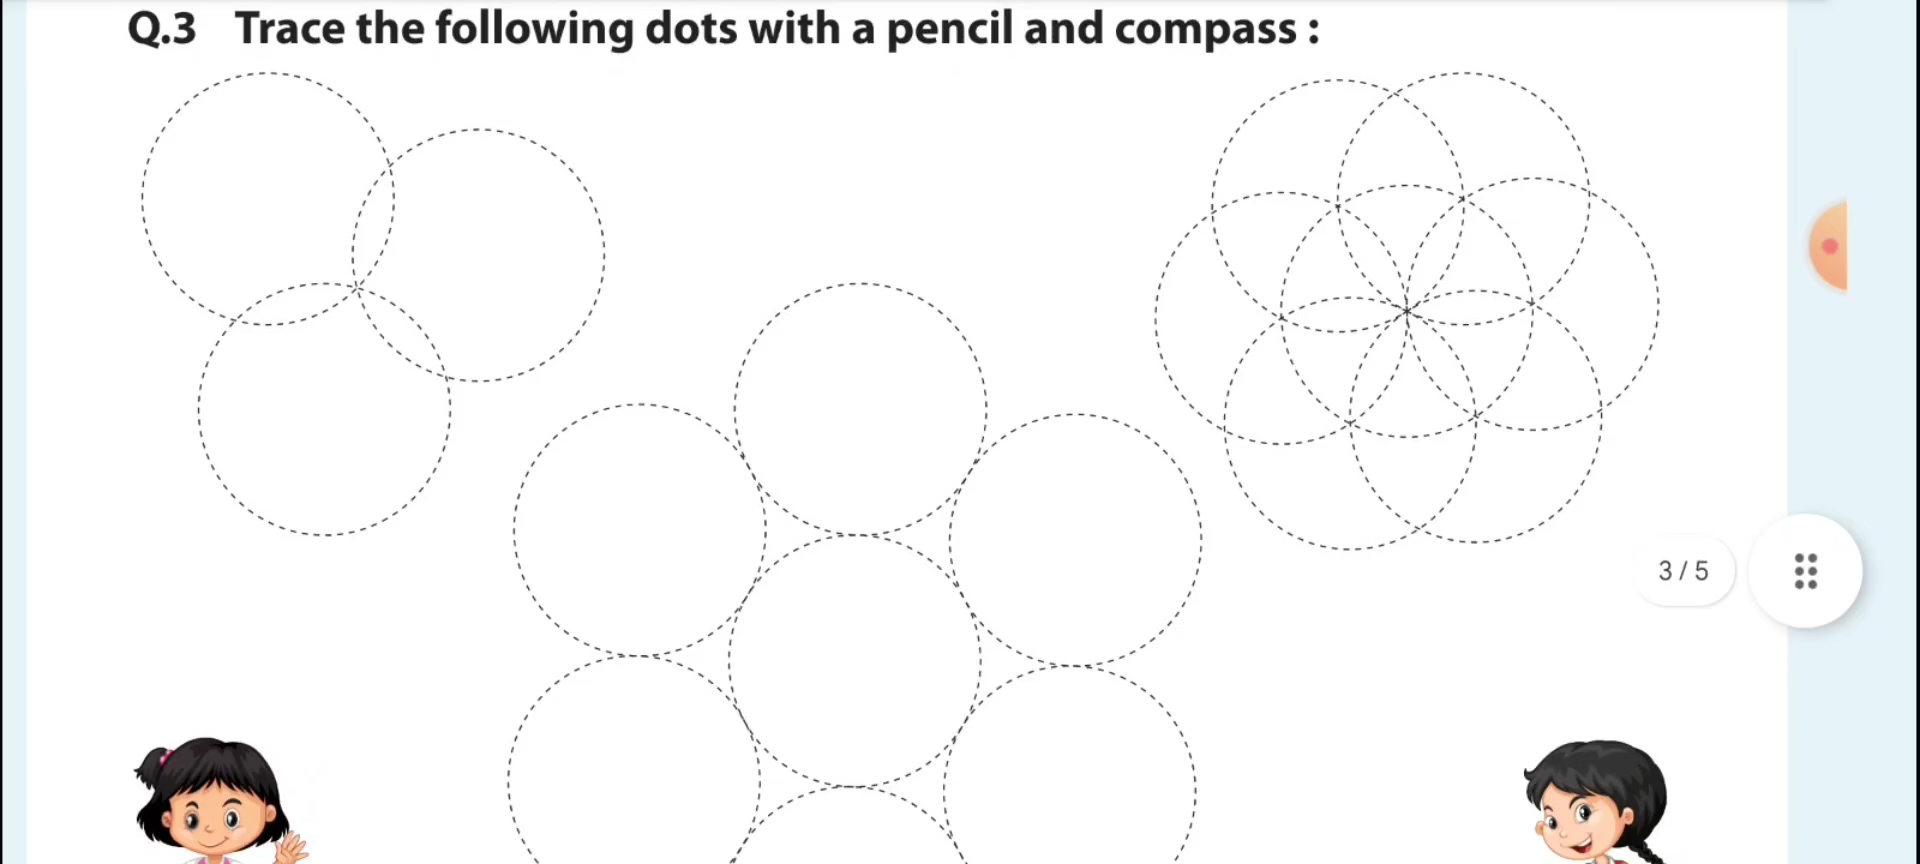 Q.3 Trace the following dots with a pencil and compass :
3 / 5